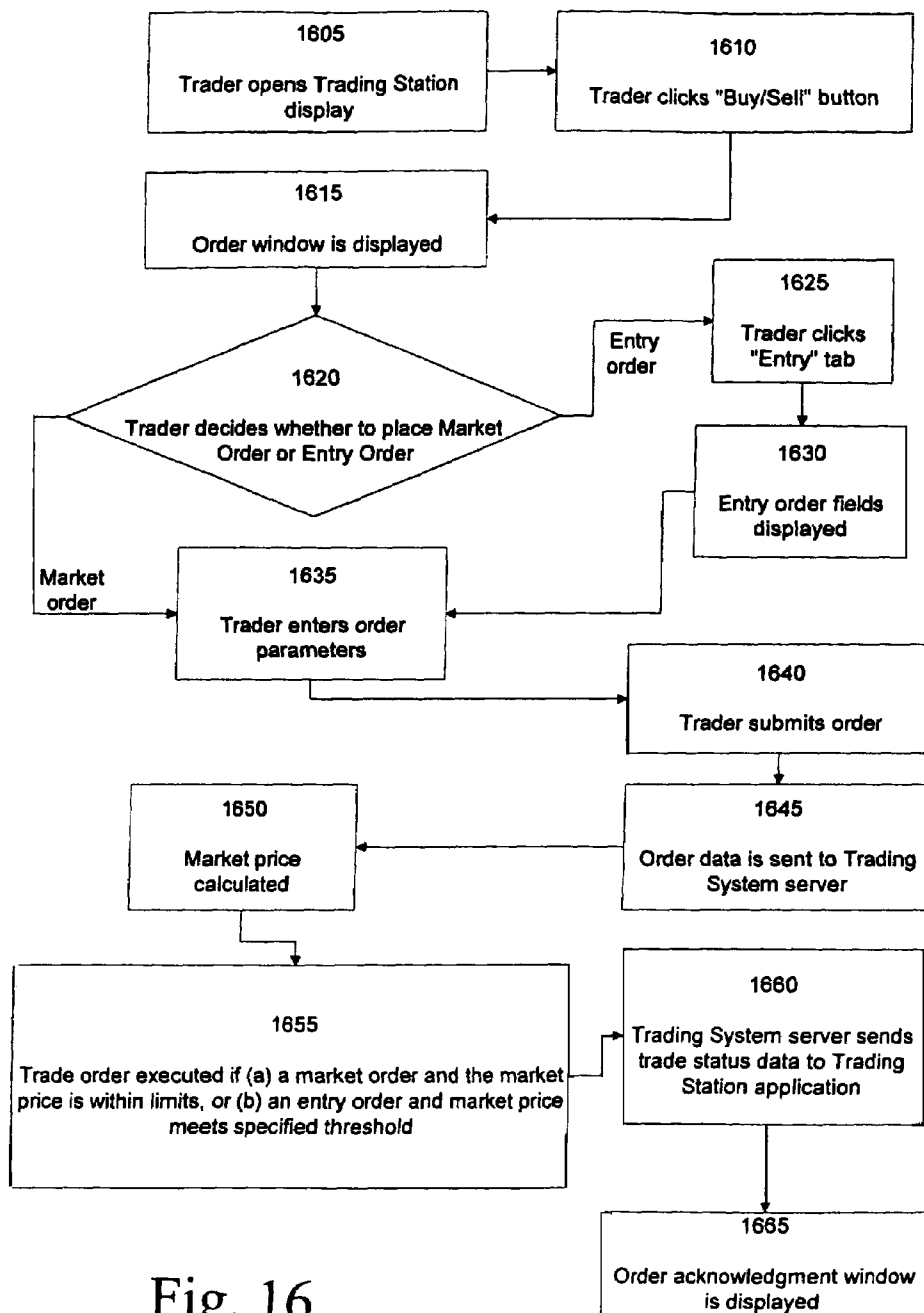 1605
Trader opens Trading Station
display
1610
Trader clicks "Buy/Sell" button
1615
Order window is displayed
1620
Trader decides whether to place Market
Order or Entry Order
Entry
order
1625
Trader clicks
"Entry" tab
1630
Entry order fields
displayed
Market
order
1635
Trader enters order
parameters
1640
Trader submits order
1645
Order data is sent to Trading
System server
1650
Market price
calculated
1655
Trade order executed if (a) a market order and the market
price is within limits, or (b) an entry order and market price
meets specified threshold
1660
Trading System server sends
trade status data to Trading
Station application
1665
Order acknowledgment window
is displayed
Fig. 16